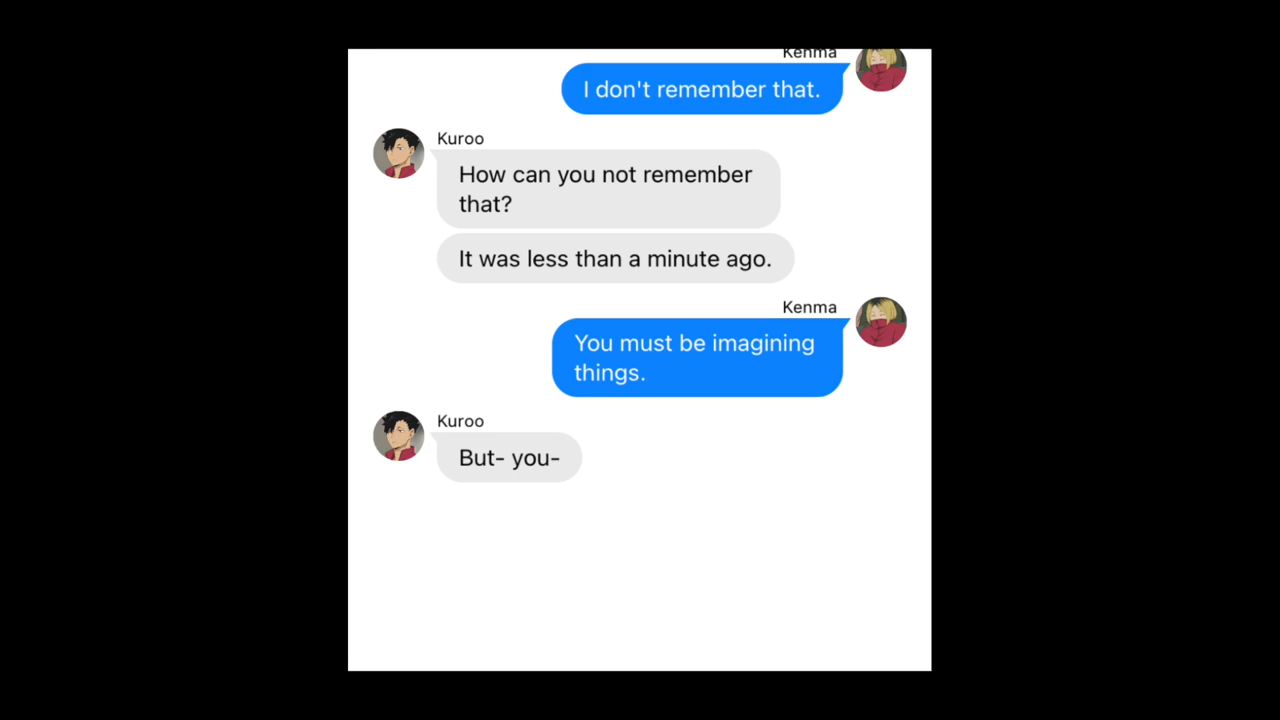 Kenma
I don't remember that.
Kuroo
How can you not remember
that?
It was less than a minute ago.
Kenma
You must be imagining
things.
Kuroo
But- you-